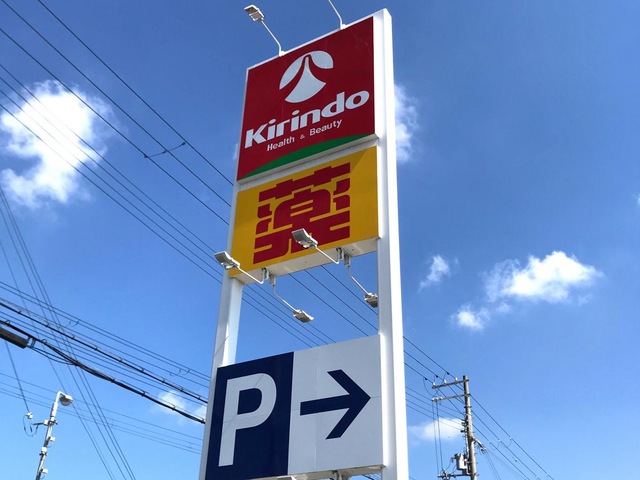 Kirindo
Health & Beauty
薬
P